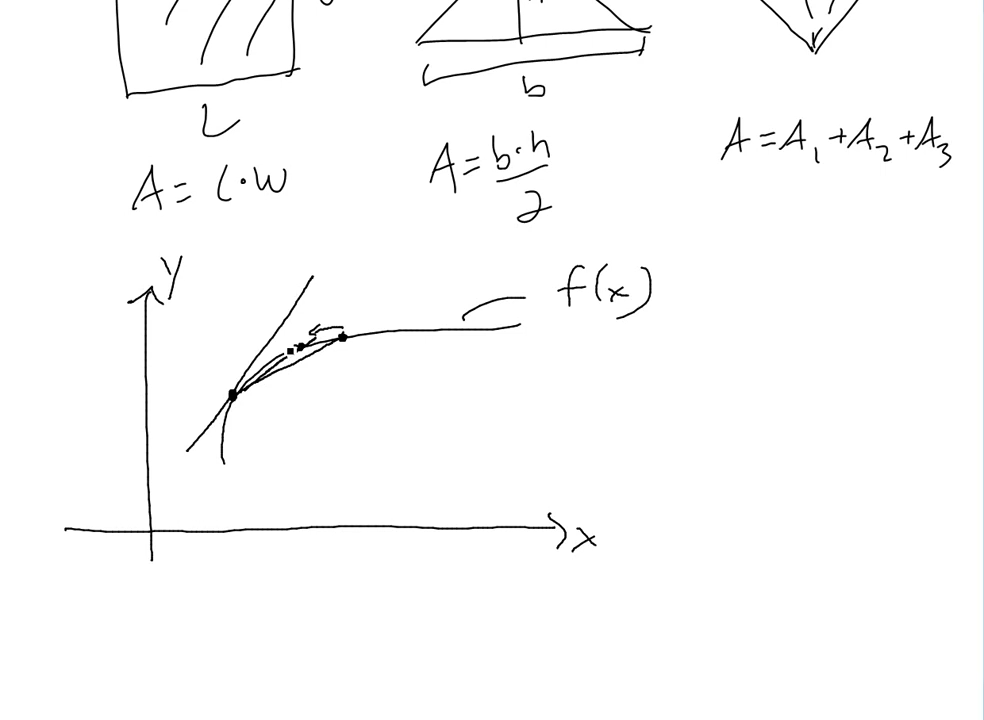 L
b
A = L·W
A = b·h/2
A = A₁ + A₂ + A₃
y
f(x)
x